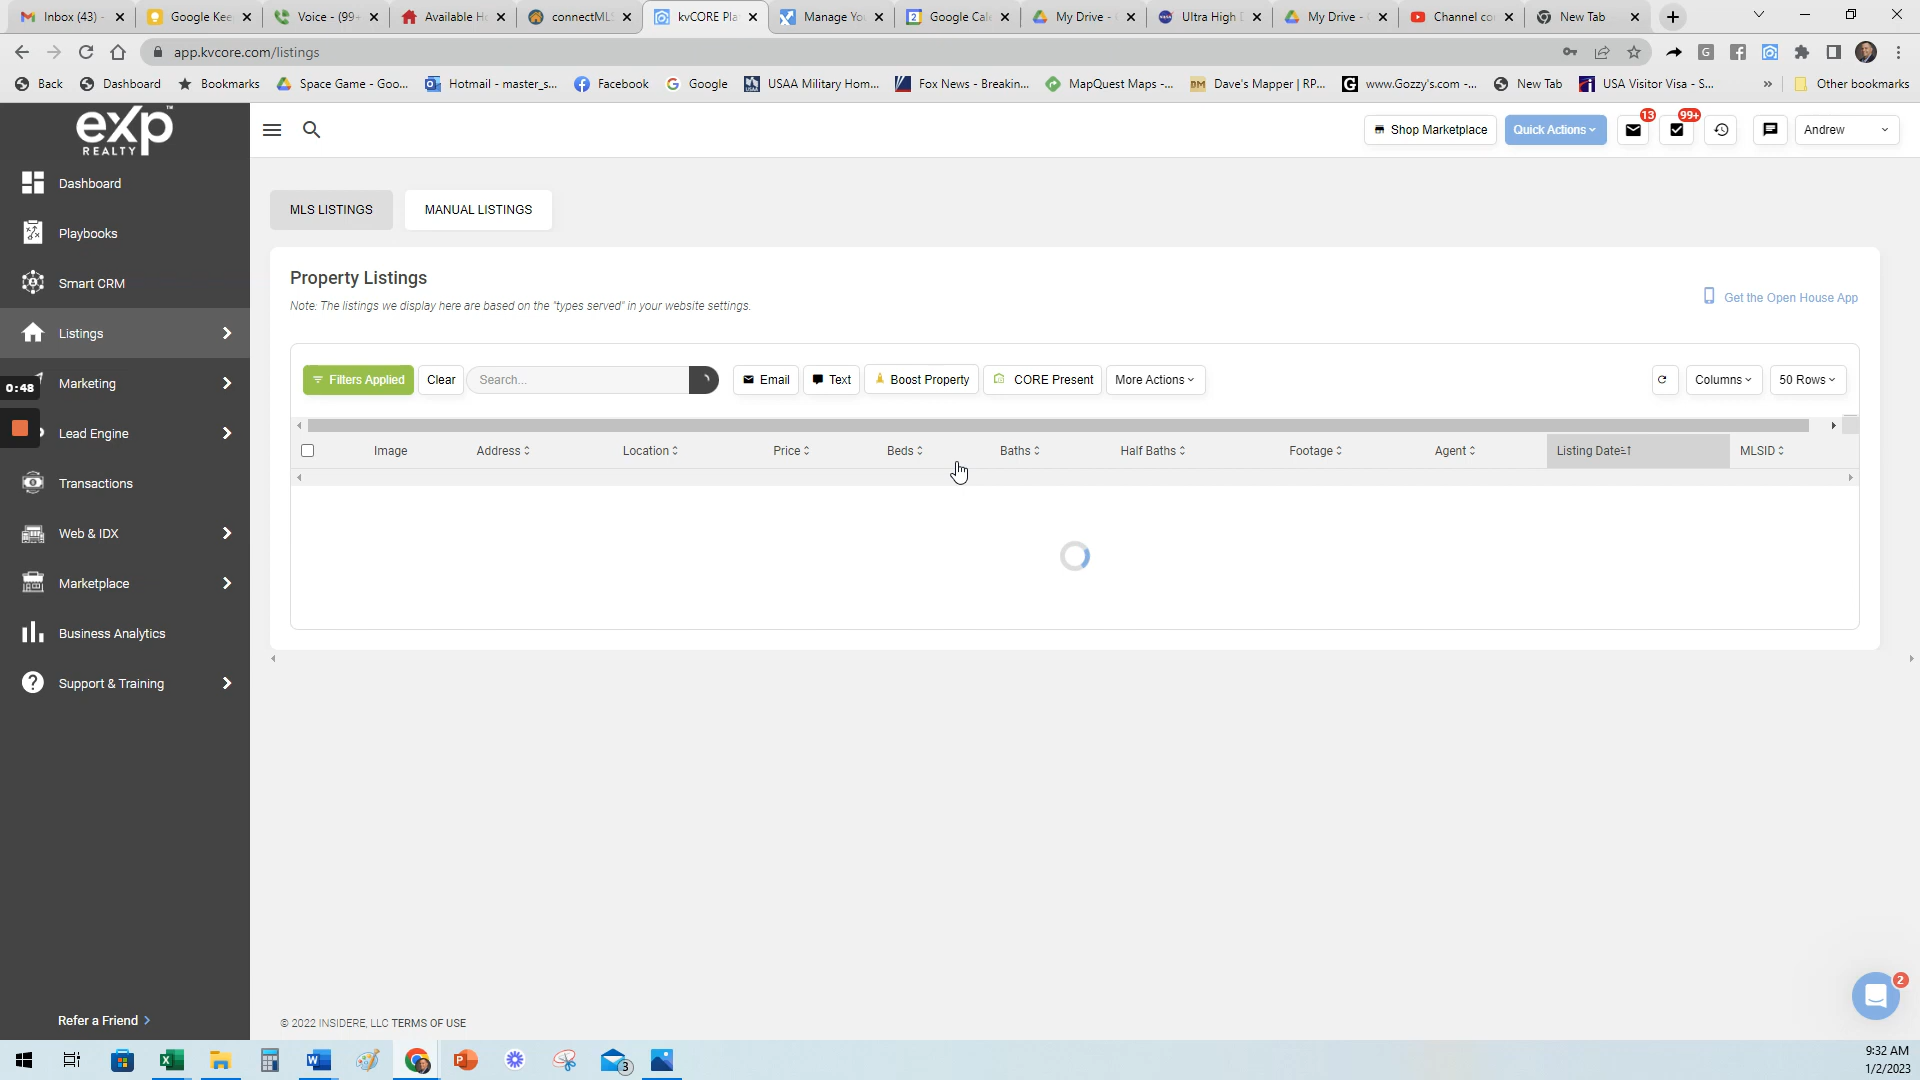 Inbox (43) -
Google Kee
Voice - (99
Available H
connectML
kvCORE Pla
Manage Yo
Google Cal
My Drive -
Ultra High D
My Drive -
Channel co
New Tab
app.kvcore.com/listings
Back
Dashboard
Bookmarks
Space Game - Goo...
Hotmail - master_s...
Facebook
Google
USAA Military Hom...
Fox News - Breakin...
MapQuest Maps -...
Dave's Mapper | RP...
www.Gozzy's.com -...
New Tab
USA Visitor Visa - S...
»
Other bookmarks
eXp™
REALTY
Shop Marketplace
Quick Actions
13
99+
Andrew
Dashboard
Playbooks
Smart CRM
Listings
0:48
Marketing
Lead Engine
Transactions
Web & IDX
Marketplace
Business Analytics
Support & Training
Refer a Friend >
MLS LISTINGS
MANUAL LISTINGS
Property Listings
Note: The listings we display here are based on the "types served" in your website settings.
Get the Open House App
Filters Applied
Clear
Search...
Email
Text
Boost Property
CORE Present
More Actions
Columns
50 Rows
Image
Address
Location
Price
Beds
Baths
Half Baths
Footage
Agent
Listing Date
MLSID
2
© 2022 INSIDERE, LLC TERMS OF USE
3
9:32 AM
1/2/2023